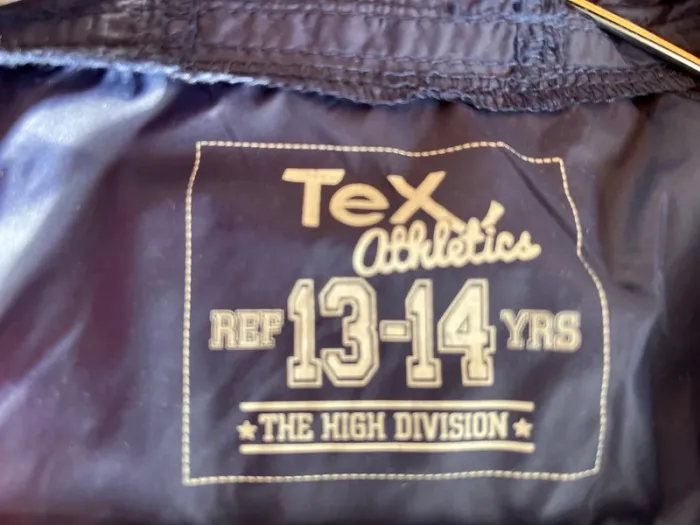 TeX
Athletics
REF 13-14 YRS
★ THE HIGH DIVISION ★